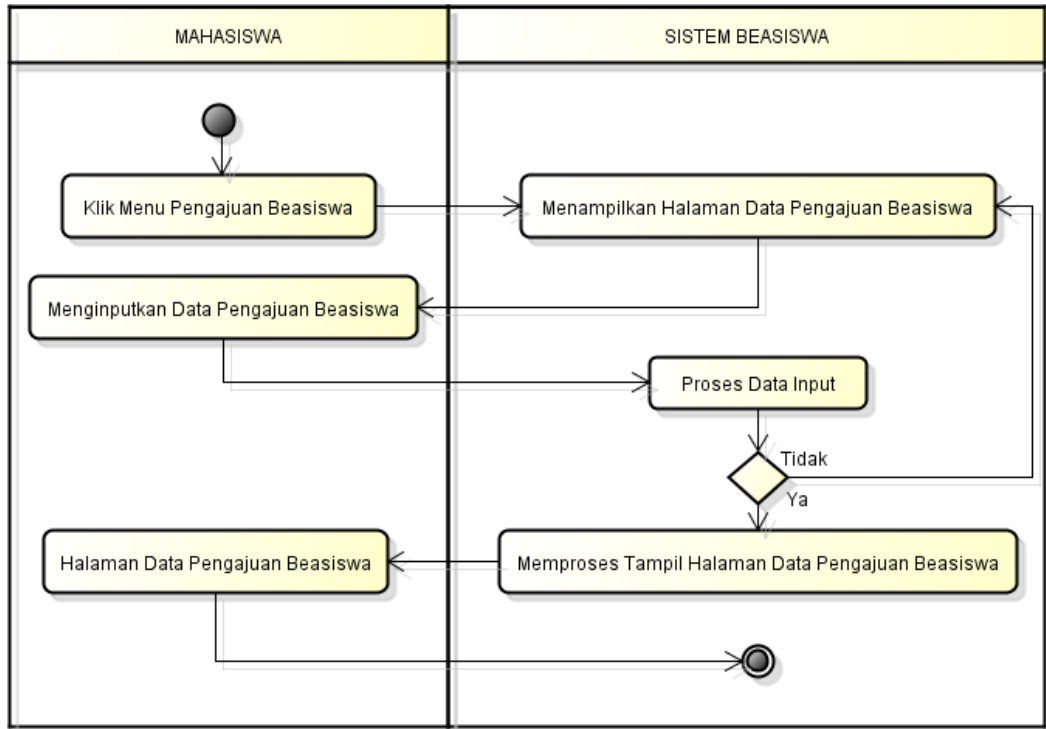 MAHASISWA
SISTEM BEASISWA
Klik Menu Pengajuan Beasiswa
Menampilkan Halaman Data Pengajuan Beasiswa
Menginputkan Data Pengajuan Beasiswa
Proses Data Input
Tidak
Ya
Halaman Data Pengajuan Beasiswa
Memproses Tampil Halaman Data Pengajuan Beasiswa